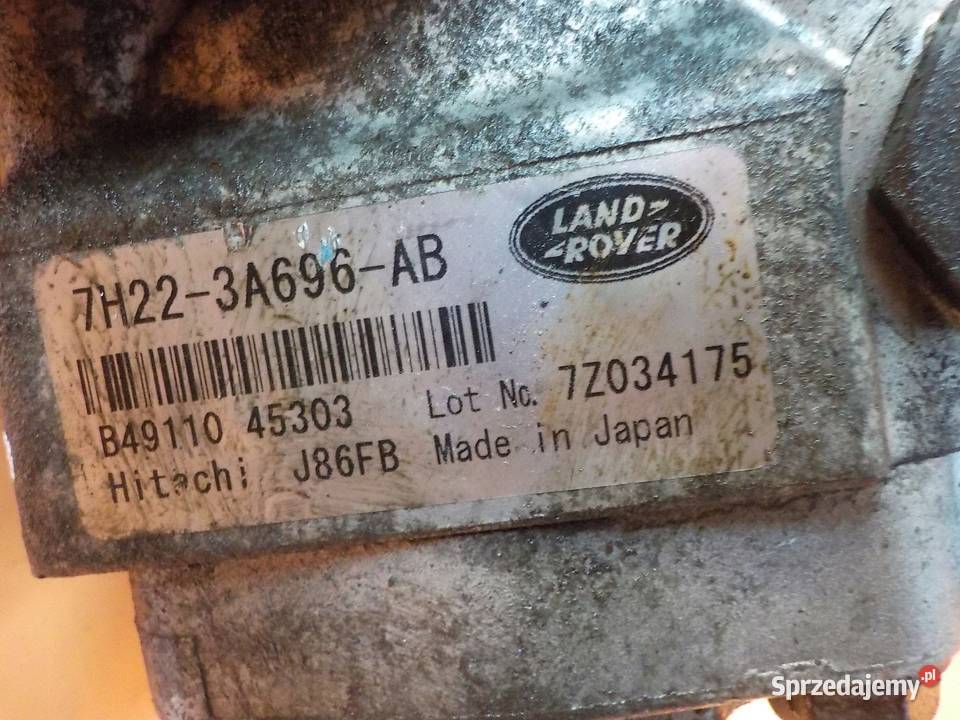 LAND
ROVER
7H22-3A696-AB
B49110 45303 Lot No. 7Z034175
Hitachi J86FB Made in Japan
Sprzedajemy.pl